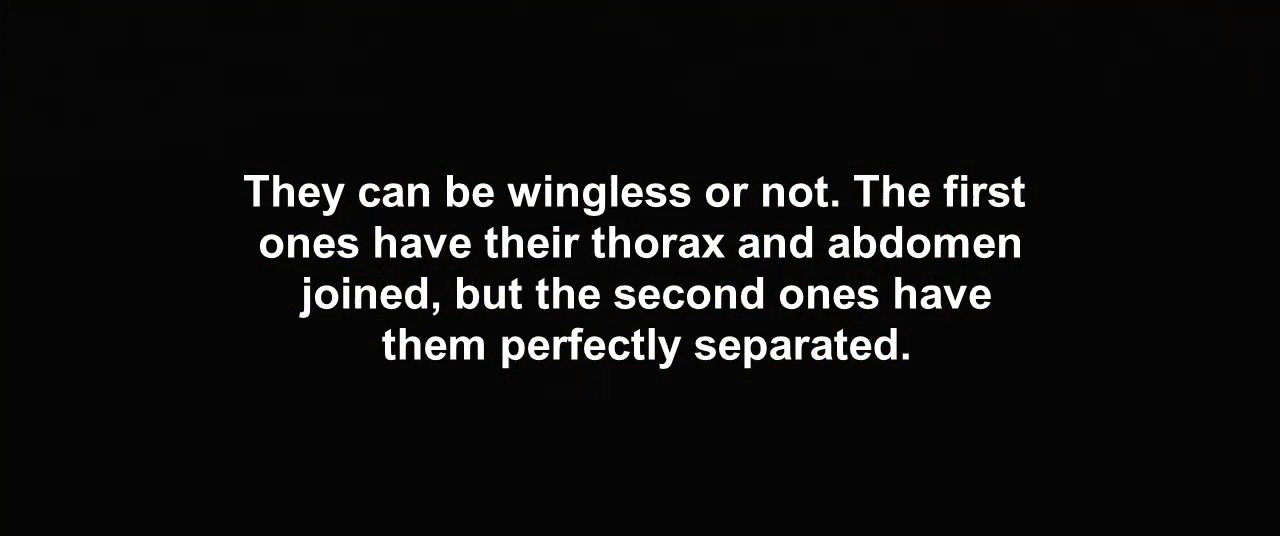 They can be wingless or not. The first
ones have their thorax and abdomen
joined, but the second ones have
them perfectly separated.